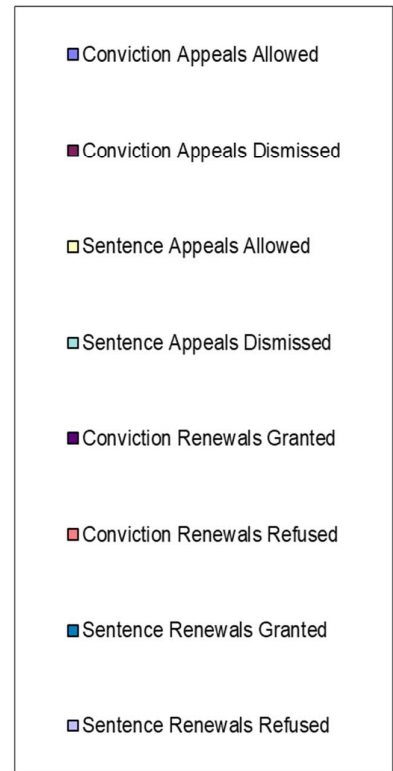 Conviction Appeals Allowed
Conviction Appeals Dismissed
Sentence Appeals Allowed
Sentence Appeals Dismissed
Conviction Renewals Granted
Conviction Renewals Refused
Sentence Renewals Granted
Sentence Renewals Refused